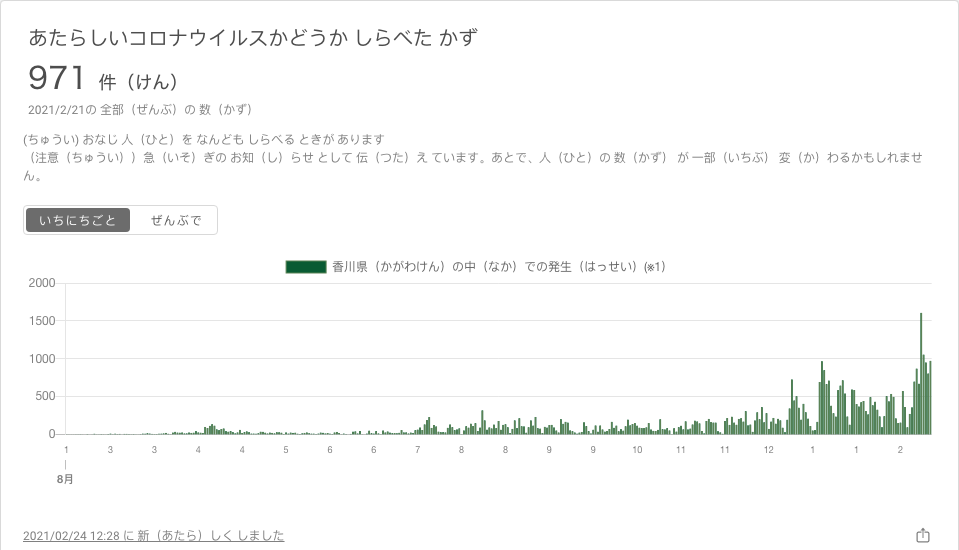 あたらしいコロナウイルスかどうか しらべた かず
971 件（けん）
2021/2/21の 全部（ぜんぶ）の 数（かず）
(ちゅうい) おなじ 人（ひと）を なんども しらべる ときが あります
（注意（ちゅうい））急（いそ）ぎの お知（し）らせ として 伝（つた）え ています。あとで、人（ひと）の 数（かず） が 一部（いちぶ） 変（か）わるかもしれませ
ん。
いちにちごと ぜんぶで
香川県（かがわけん）の中（なか）での発生（はっせい）(※1)
2000
1500
1000
500
0
1 3 3 4 4 5 6 6 7 8 8 9 9 10 11 11 12 1 1 2
8月
2021/02/24 12:28 に 新（あたら）しく しました